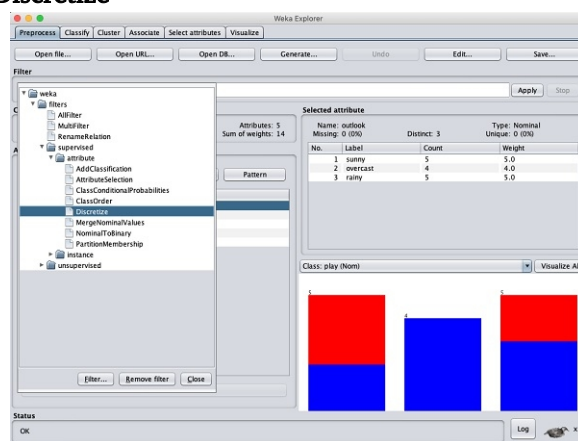 Discretize
Weka Explorer
Preprocess Classify Cluster Associate Select attributes Visualize
Open file... Open URL... Open DB... Generate... Undo Edit... Save...
Filter
Apply Stop
weka
filters
AllFilter
MultiFilter
RenameRelation
supervised
attribute
AddClassification
AttributeSelection
ClassConditionalProbabilities
ClassOrder
Discretize
MergeNominalValues
NominalToBinary
PartitionMembership
instance
unsupervised
Filter... Remove filter Close
Attributes: 5
Sum of weights: 14
Pattern
Selected attribute
Name: outlook Type: Nominal
Missing: 0 (0%) Distinct: 3 Unique: 0 (0%)
No. Label Count Weight
1 sunny 5 5.0
2 overcast 4 4.0
3 rainy 5 5.0
Class: play (Nom) Visualize Al
5
4
5
Status
OK
Log
x